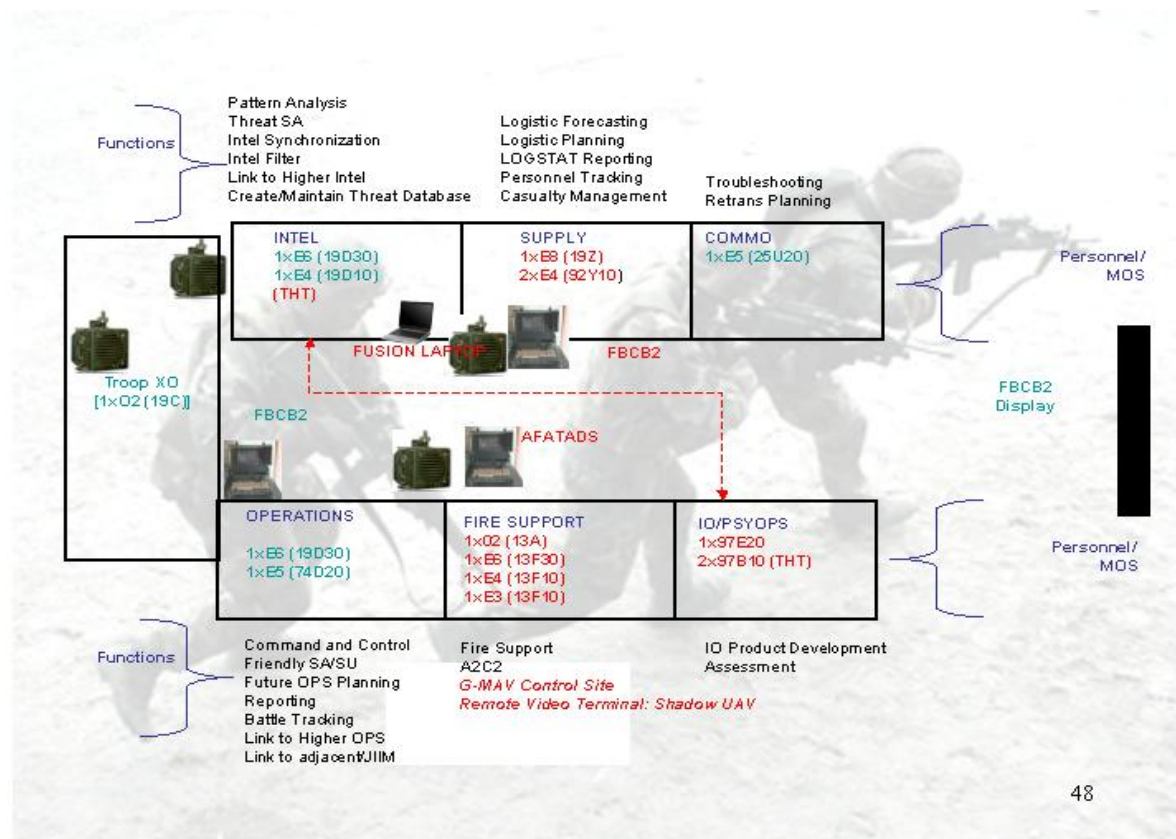 Functions
Pattern Analysis
Threat SA
Intel Synchronization
Intel Filter
Link to Higher Intel
Create/Maintain Threat Database
Logistic Forecasting
Logistic Planning
LOGSTAT Reporting
Personnel Tracking
Casualty Management
Troubleshooting
Retrans Planning
INTEL
1xE6 (19D30)
1xE4 (19D10)
(THT)
SUPPLY
1xE8 (19Z)
2xE4 (92Y10)
COMMO
1xE5 (25U20)
Personnel/
MOS
FUSION LAPTOP
FBCB2
Troop XO
[1xO2 (19C)]
FBCB2
AFATADS
FBCB2
Display
OPERATIONS
1xE6 (19D30)
1xE5 (74D20)
FIRE SUPPORT
1x02 (13A)
1xE6 (13F30)
1xE4 (13F10)
1xE3 (13F10)
IO/PSYOPS
1x97E20
2x97B10 (THT)
Personnel/
MOS
Functions
Command and Control
Friendly SA/SU
Future OPS Planning
Reporting
Battle Tracking
Link to Higher OPS
Link to adjacent/JIIM
Fire Support
A2C2
G-MAV Control Site
Remote Video Terminal: Shadow UAV
IO Product Development
Assessment
48